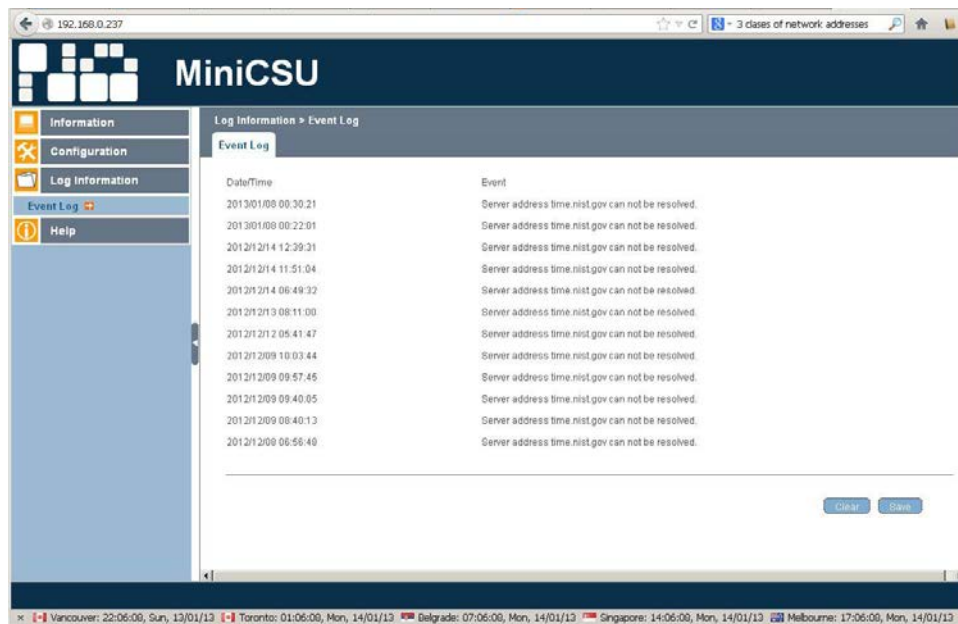 192.168.0.237
3 clases of network addresses
MiniCSU
Information
Configuration
Log Information
Event Log
Help
Log Information > Event Log
Event Log
Date/Time Event
2013/01/08 00:30:21 Server address time.nist.gov can not be resolved.
2013/01/08 00:22:01 Server address time.nist.gov can not be resolved.
2012/12/14 12:39:31 Server address time.nist.gov can not be resolved.
2012/12/14 11:51:04 Server address time.nist.gov can not be resolved.
2012/12/14 06:49:32 Server address time.nist.gov can not be resolved.
2012/12/13 08:11:00 Server address time.nist.gov can not be resolved.
2012/12/12 05:41:47 Server address time.nist.gov can not be resolved.
2012/12/09 10:03:44 Server address time.nist.gov can not be resolved.
2012/12/09 09:57:45 Server address time.nist.gov can not be resolved.
2012/12/09 09:40:05 Server address time.nist.gov can not be resolved.
2012/12/09 08:40:13 Server address time.nist.gov can not be resolved.
2012/12/08 06:56:40 Server address time.nist.gov can not be resolved.
Clear Save
Vancouver: 22:06:08, Sun, 13/01/13 Toronto: 01:06:08, Mon, 14/01/13 Belgrade: 07:06:08, Mon, 14/01/13 Singapore: 14:06:08, Mon, 14/01/13 Melbourne: 17:06:08, Mon, 14/01/13